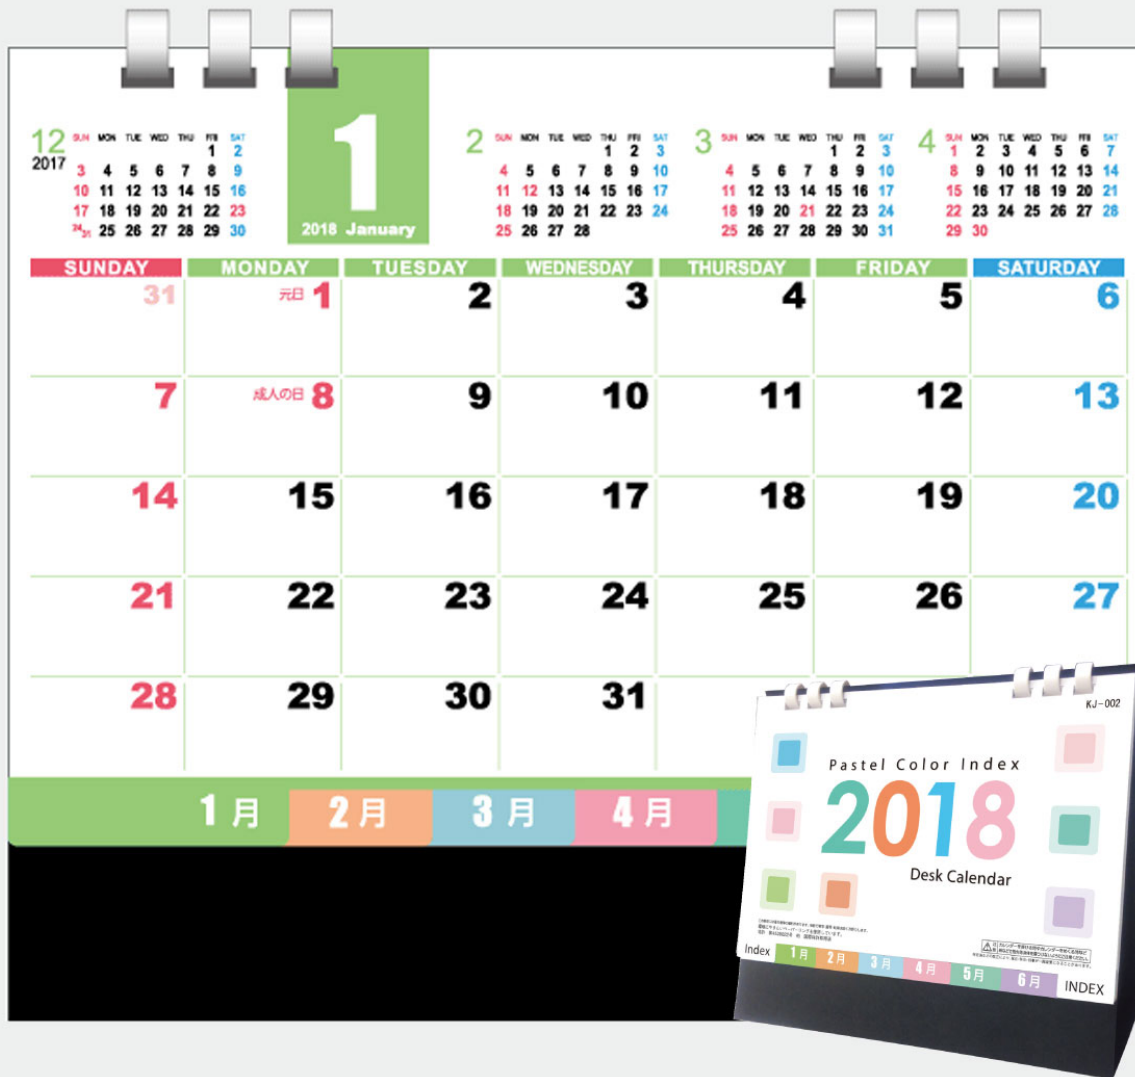 12
2017
SUN MON TUE WED THU FRI SAT
1 2
3 4 5 6 7 8 9
10 11 12 13 14 15 16
17 18 19 20 21 22 23
24/31 25 26 27 28 29 30
1
2018 January
2
SUN MON TUE WED THU FRI SAT
1 2 3
4 5 6 7 8 9 10
11 12 13 14 15 16 17
18 19 20 21 22 23 24
25 26 27 28
3
SUN MON TUE WED THU FRI SAT
1 2 3
4 5 6 7 8 9 10
11 12 13 14 15 16 17
18 19 20 21 22 23 24
25 26 27 28 29 30 31
4
SUN MON TUE WED THU FRI SAT
1 2 3 4 5 6 7
8 9 10 11 12 13 14
15 16 17 18 19 20 21
22 23 24 25 26 27 28
29 30
SUNDAY MONDAY TUESDAY WEDNESDAY THURSDAY FRIDAY SATURDAY
31 元日 1 2 3 4 5 6
7 成人の日 8 9 10 11 12 13
14 15 16 17 18 19 20
21 22 23 24 25 26 27
28 29 30 31
1月 2月 3月 4月
KJ-002
Pastel Color Index
2018
Desk Calendar
Index 1月 2月 3月 4月 5月 6月 INDEX